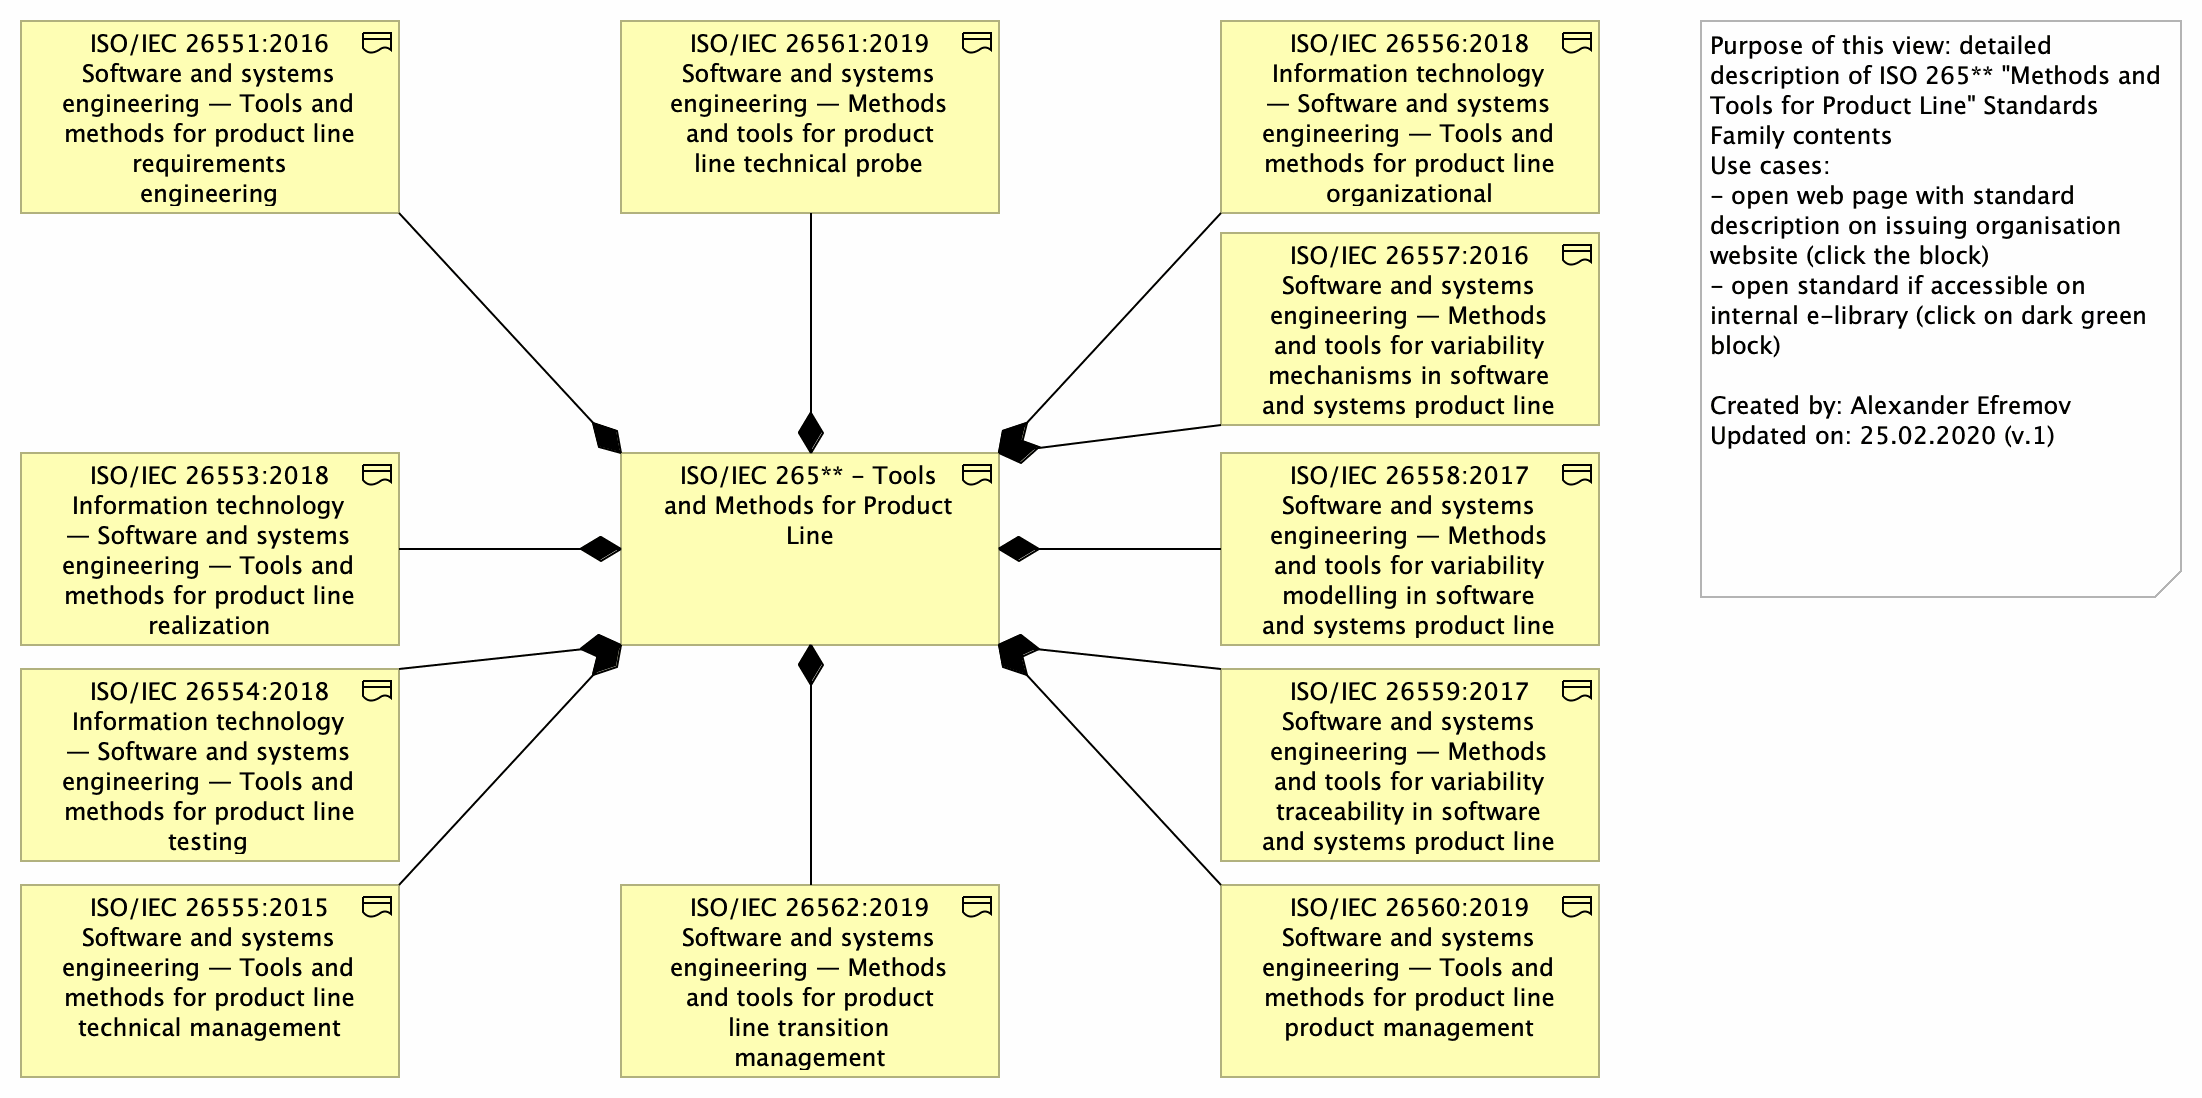 ISO/IEC 26551:2016
Software and systems
engineering — Tools and
methods for product line
requirements
engineering
ISO/IEC 26561:2019
Software and systems
engineering — Methods
and tools for product
line technical probe
ISO/IEC 26556:2018
Information technology
— Software and systems
engineering — Tools and
methods for product line
organizational
ISO/IEC 26557:2016
Software and systems
engineering — Methods
and tools for variability
mechanisms in software
and systems product line
ISO/IEC 26553:2018
Information technology
— Software and systems
engineering — Tools and
methods for product line
realization
ISO/IEC 265** - Tools
and Methods for Product
Line
ISO/IEC 26558:2017
Software and systems
engineering — Methods
and tools for variability
modelling in software
and systems product line
ISO/IEC 26554:2018
Information technology
— Software and systems
engineering — Tools and
methods for product line
testing
ISO/IEC 26559:2017
Software and systems
engineering — Methods
and tools for variability
traceability in software
and systems product line
ISO/IEC 26555:2015
Software and systems
engineering — Tools and
methods for product line
technical management
ISO/IEC 26562:2019
Software and systems
engineering — Methods
and tools for product
line transition
management
ISO/IEC 26560:2019
Software and systems
engineering — Tools and
methods for product line
product management
Purpose of this view: detailed
description of ISO 265** "Methods and
Tools for Product Line" Standards
Family contents
Use cases:
- open web page with standard
description on issuing organisation
website (click the block)
- open standard if accessible on
internal e-library (click on dark green
block)
Created by: Alexander Efremov
Updated on: 25.02.2020 (v.1)